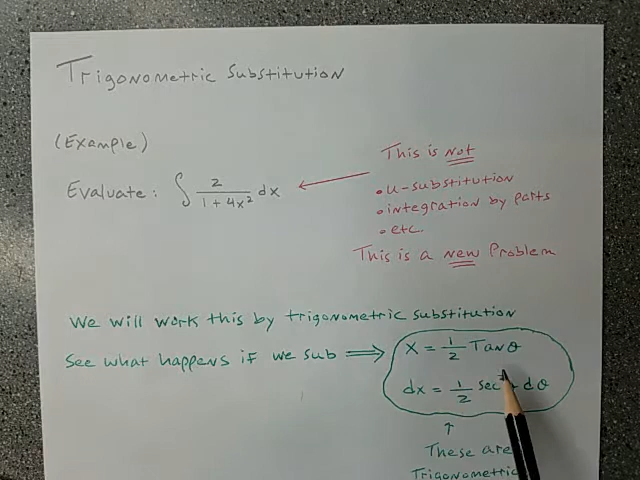 Trigonometric Substitution
(Example)
Evaluate: ∫ 2/(1 + 4x²) dx
This is Not
• u-substitution
• integration by parts
• etc.
This is a new Problem
We will work this by trigonometric substitution
See what happens if we sub ⟹ x = 1/2 Tan θ
dx = 1/2 sec dθ
↑
These are
Trigonometric